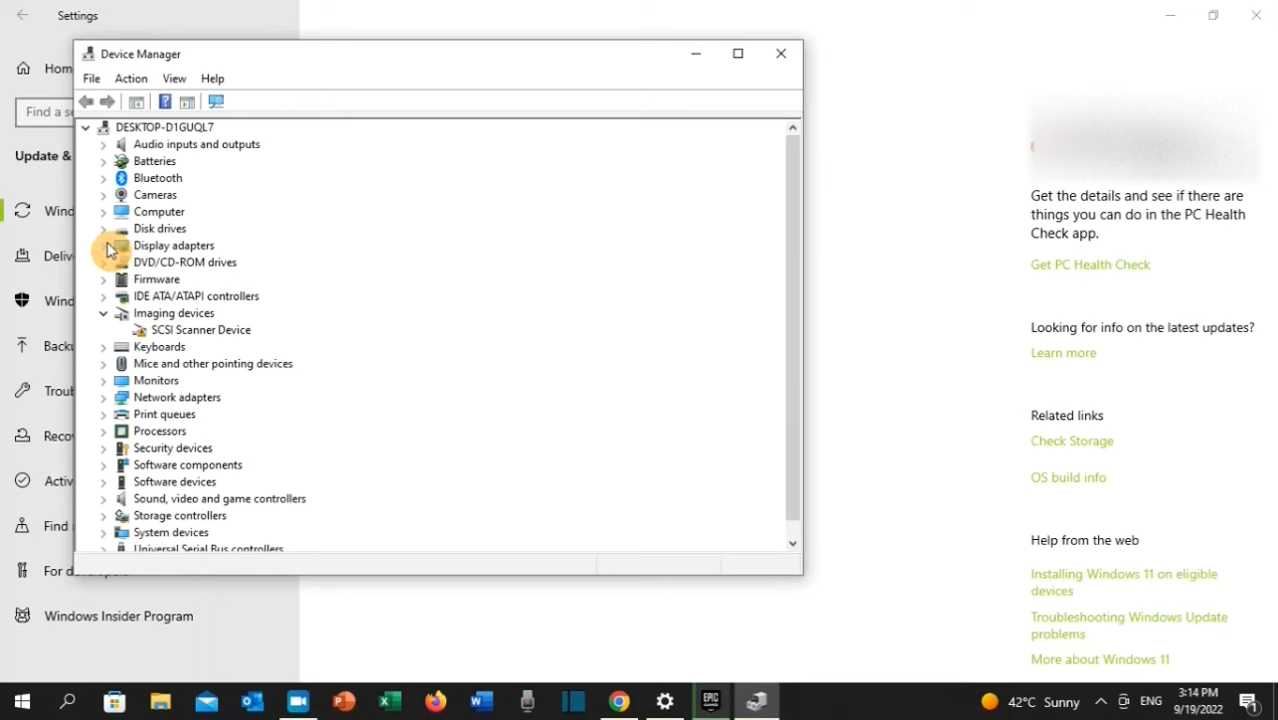 Settings
Device Manager
File Action View Help
DESKTOP-D1GUQL7
Audio inputs and outputs
Batteries
Bluetooth
Cameras
Computer
Disk drives
Display adapters
DVD/CD-ROM drives
Firmware
IDE ATA/ATAPI controllers
Imaging devices
SCSI Scanner Device
Keyboards
Mice and other pointing devices
Monitors
Network adapters
Print queues
Processors
Security devices
Software components
Software devices
Sound, video and game controllers
Storage controllers
System devices
Universal Serial Bus controllers
Hom
Find a s
Update &
Wind
Deliv
Wind
Backu
Troub
Reco
Activ
Find
For developers
Windows Insider Program
Get the details and see if there are
things you can do in the PC Health
Check app.
Get PC Health Check
Looking for info on the latest updates?
Learn more
Related links
Check Storage
OS build info
Help from the web
Installing Windows 11 on eligible
devices
Troubleshooting Windows Update
problems
More about Windows 11
EPIC
GAMES
42°C Sunny
ENG
3:14 PM
9/19/2022
1